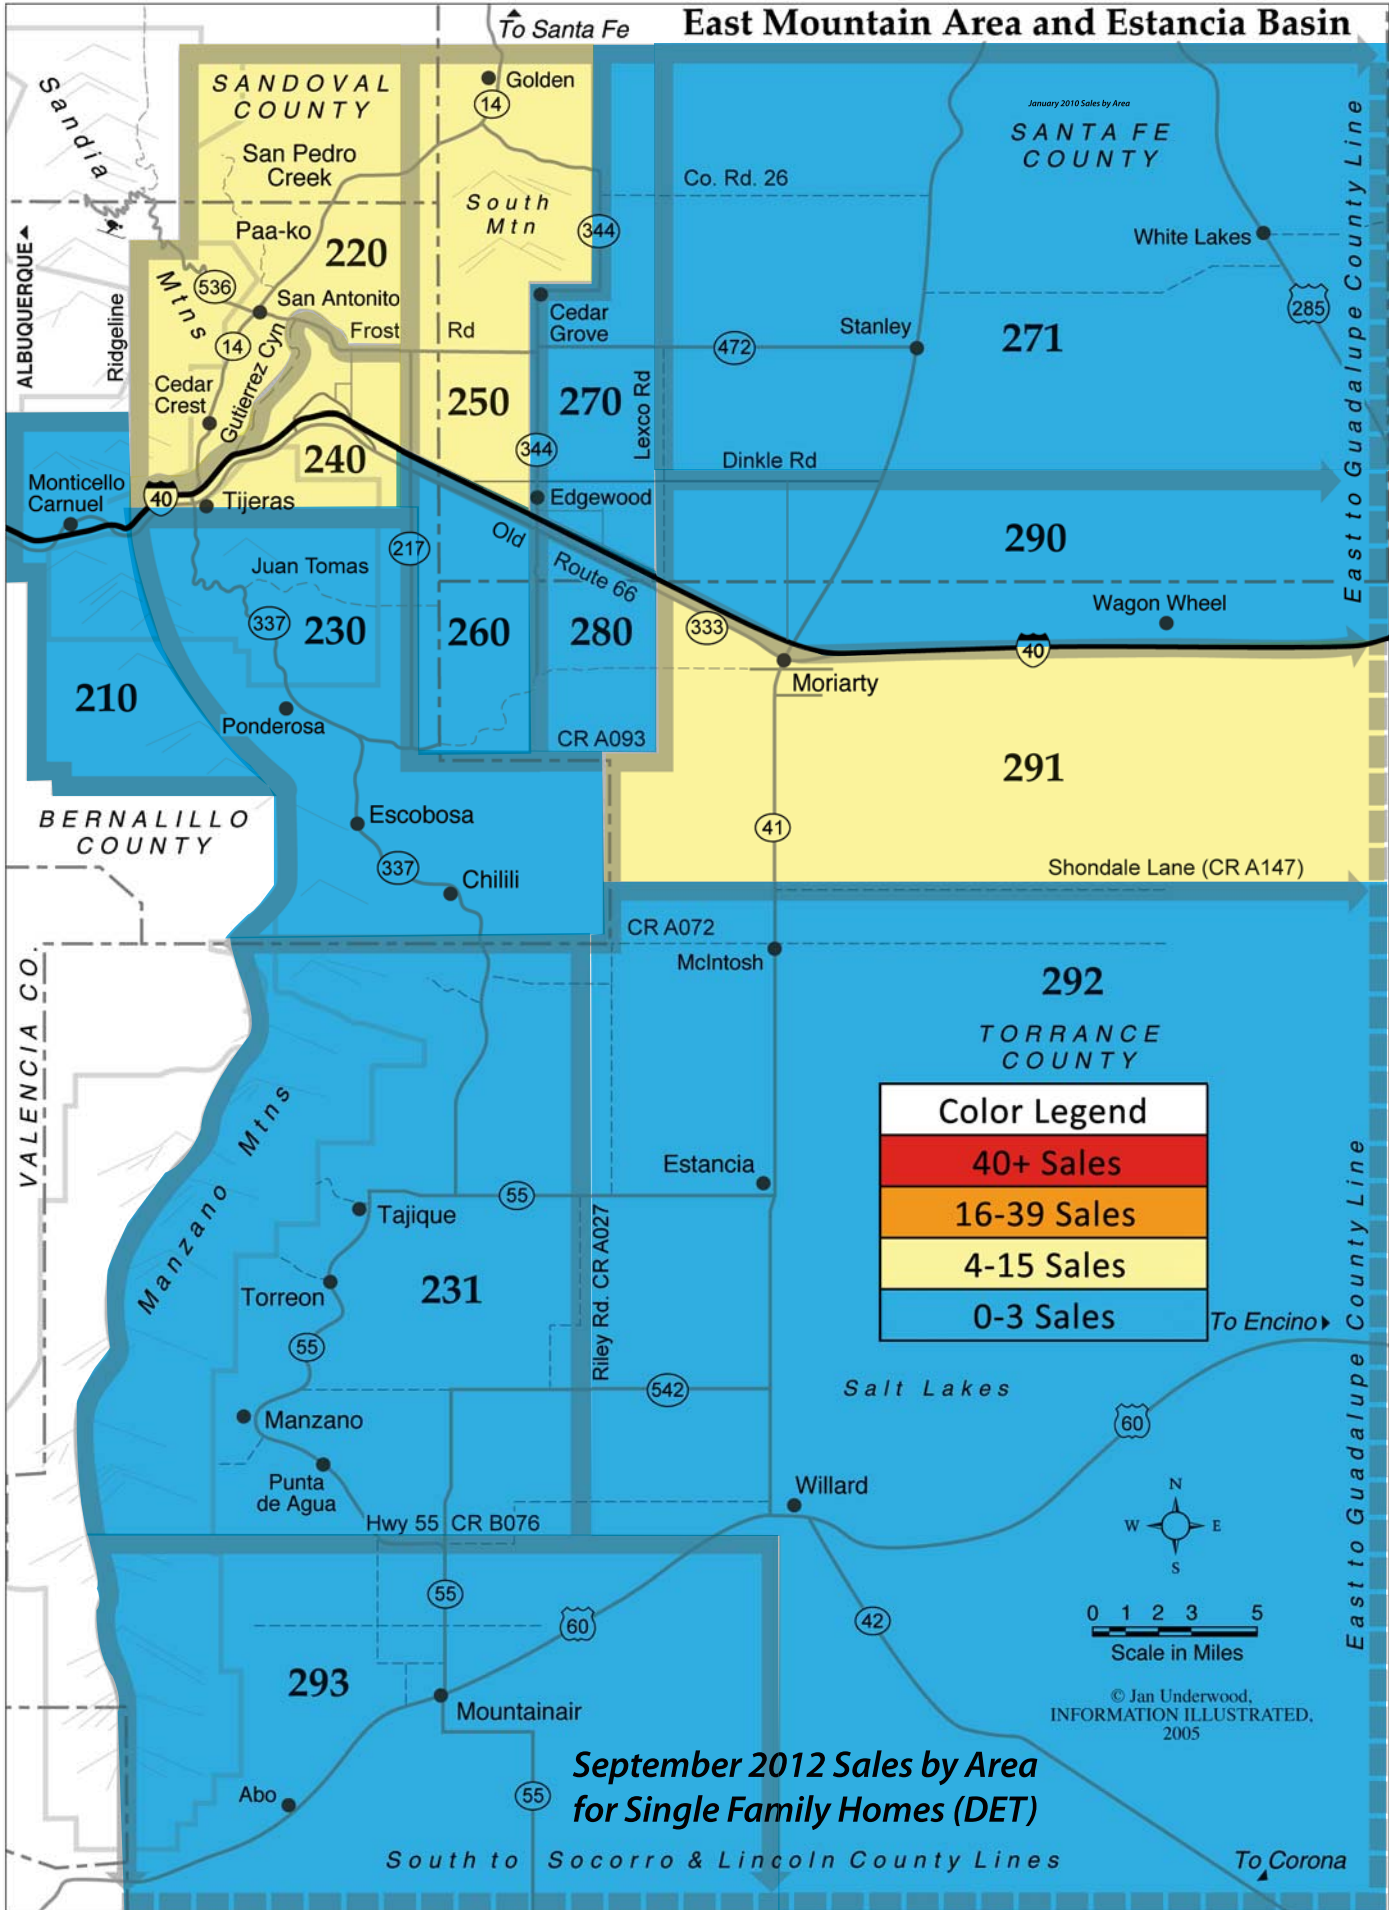 East Mountain Area and Estancia Basin
To Santa Fe
Sandia
SANDOVAL
COUNTY
Golden
14
January 2010 Sales by Area
SANTA FE
COUNTY
San Pedro
Creek
Co. Rd. 26
South
Mtn
344
Paa-ko
220
White Lakes
East to Guadalupe County Line
ALBUQUERQUE
Ridgeline
Mtns
536
San Antonito
Cedar
Grove
285
14
Frost
Rd
472
Stanley
271
Gutierrez Cyn
Cedar
Crest
250
270
Lexco Rd
240
344
Dinkle Rd
Monticello
Carnuel
40
Tijeras
Edgewood
Old
Route 66
217
290
Juan Tomas
337
230
260
280
333
Wagon Wheel
40
210
Moriarty
Ponderosa
CR A093
291
BERNALILLO
COUNTY
Escobosa
41
337
Chilili
Shondale Lane (CR A147)
CR A072
McIntosh
VALENCIA CO.
292
TORRANCE
COUNTY
Manzano Mtns
Color Legend
40+ Sales
16-39 Sales
4-15 Sales
0-3 Sales
Estancia
55
Tajique
Riley Rd. CR A027
East to Guadalupe County Line
Torreon
231
To Encino
55
542
Salt Lakes
60
Manzano
Punta
de Agua
Willard
N
W
E
S
Hwy 55
CR B076
55
60
42
0 1 2 3 5
Scale in Miles
293
Mountainair
© Jan Underwood,
INFORMATION ILLUSTRATED,
2005
September 2012 Sales by Area
for Single Family Homes (DET)
Abo
55
South to Socorro & Lincoln County Lines
To Corona